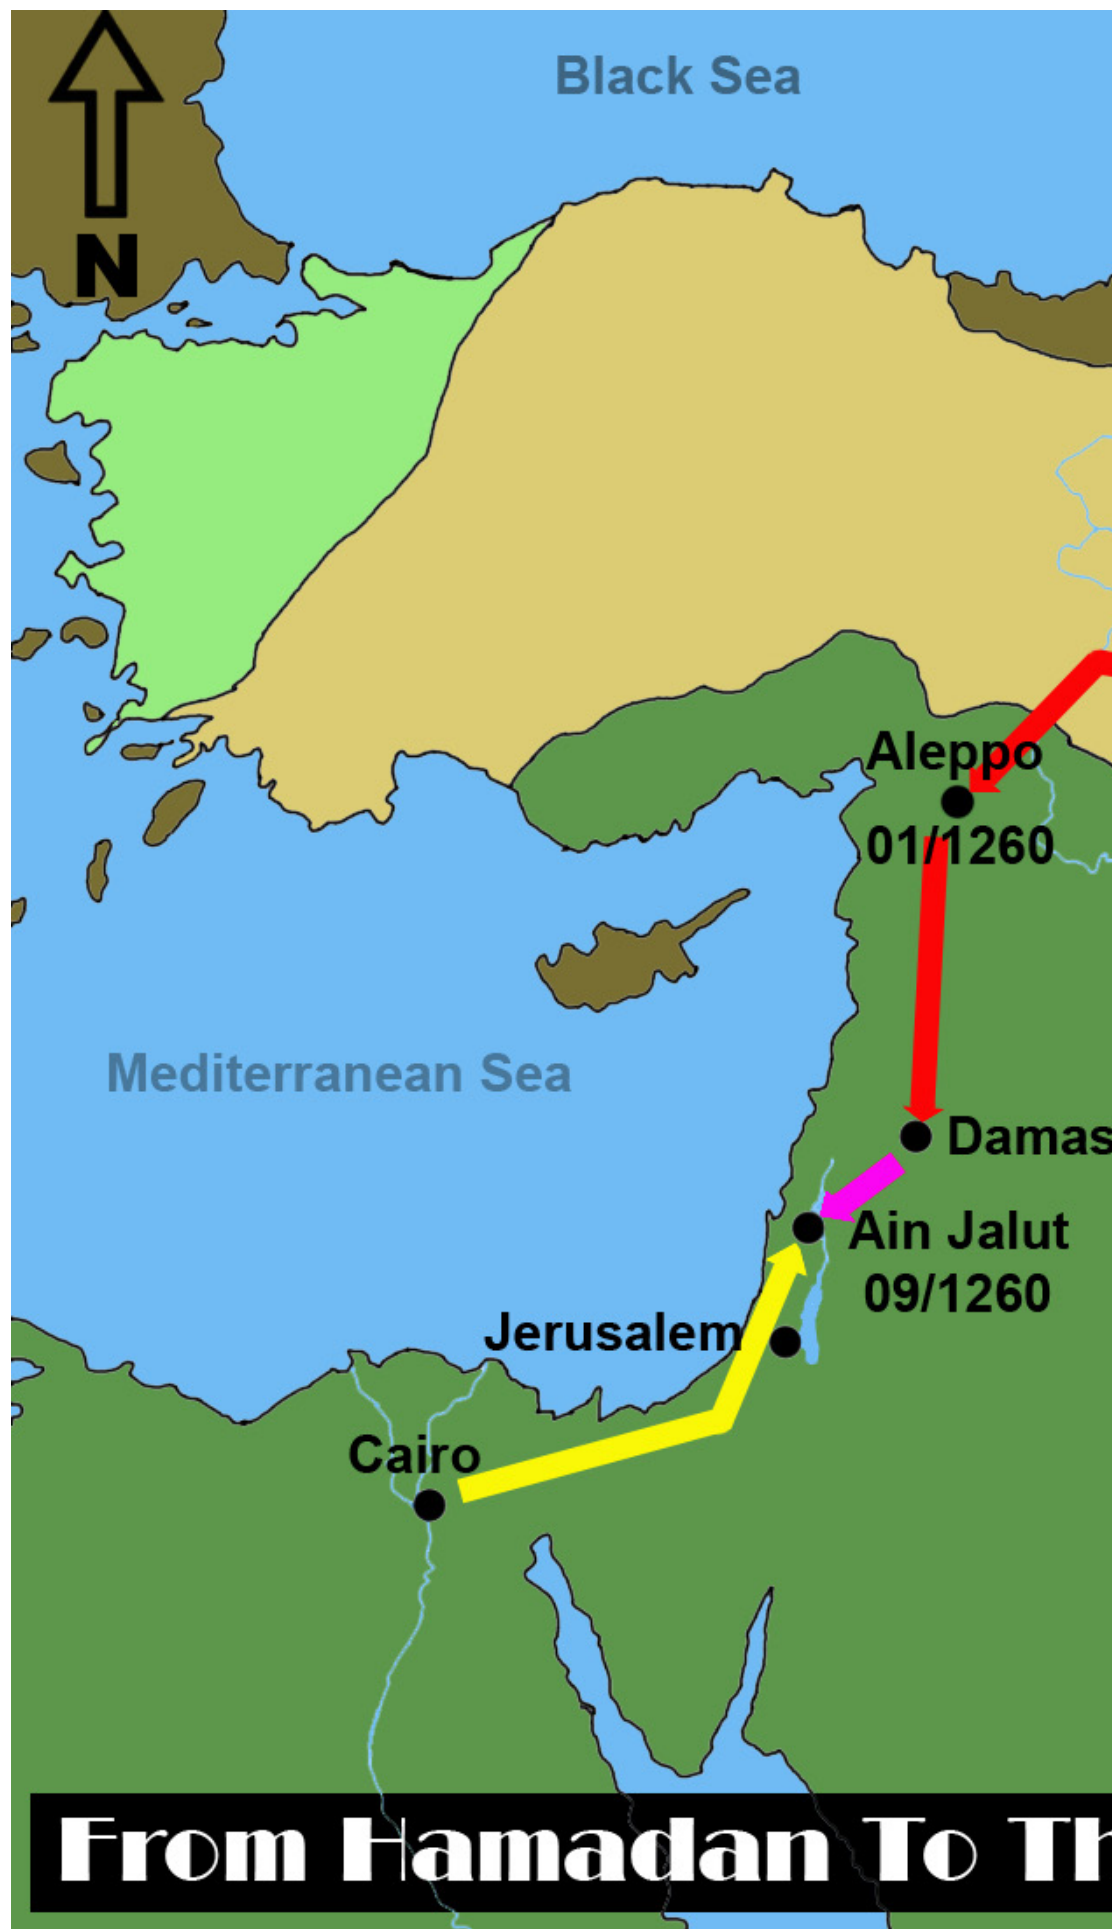 Black Sea
N
Aleppo
01/1260
Mediterranean Sea
Damas
Ain Jalut
09/1260
Jerusalem
Cairo
From Hamadan To Th